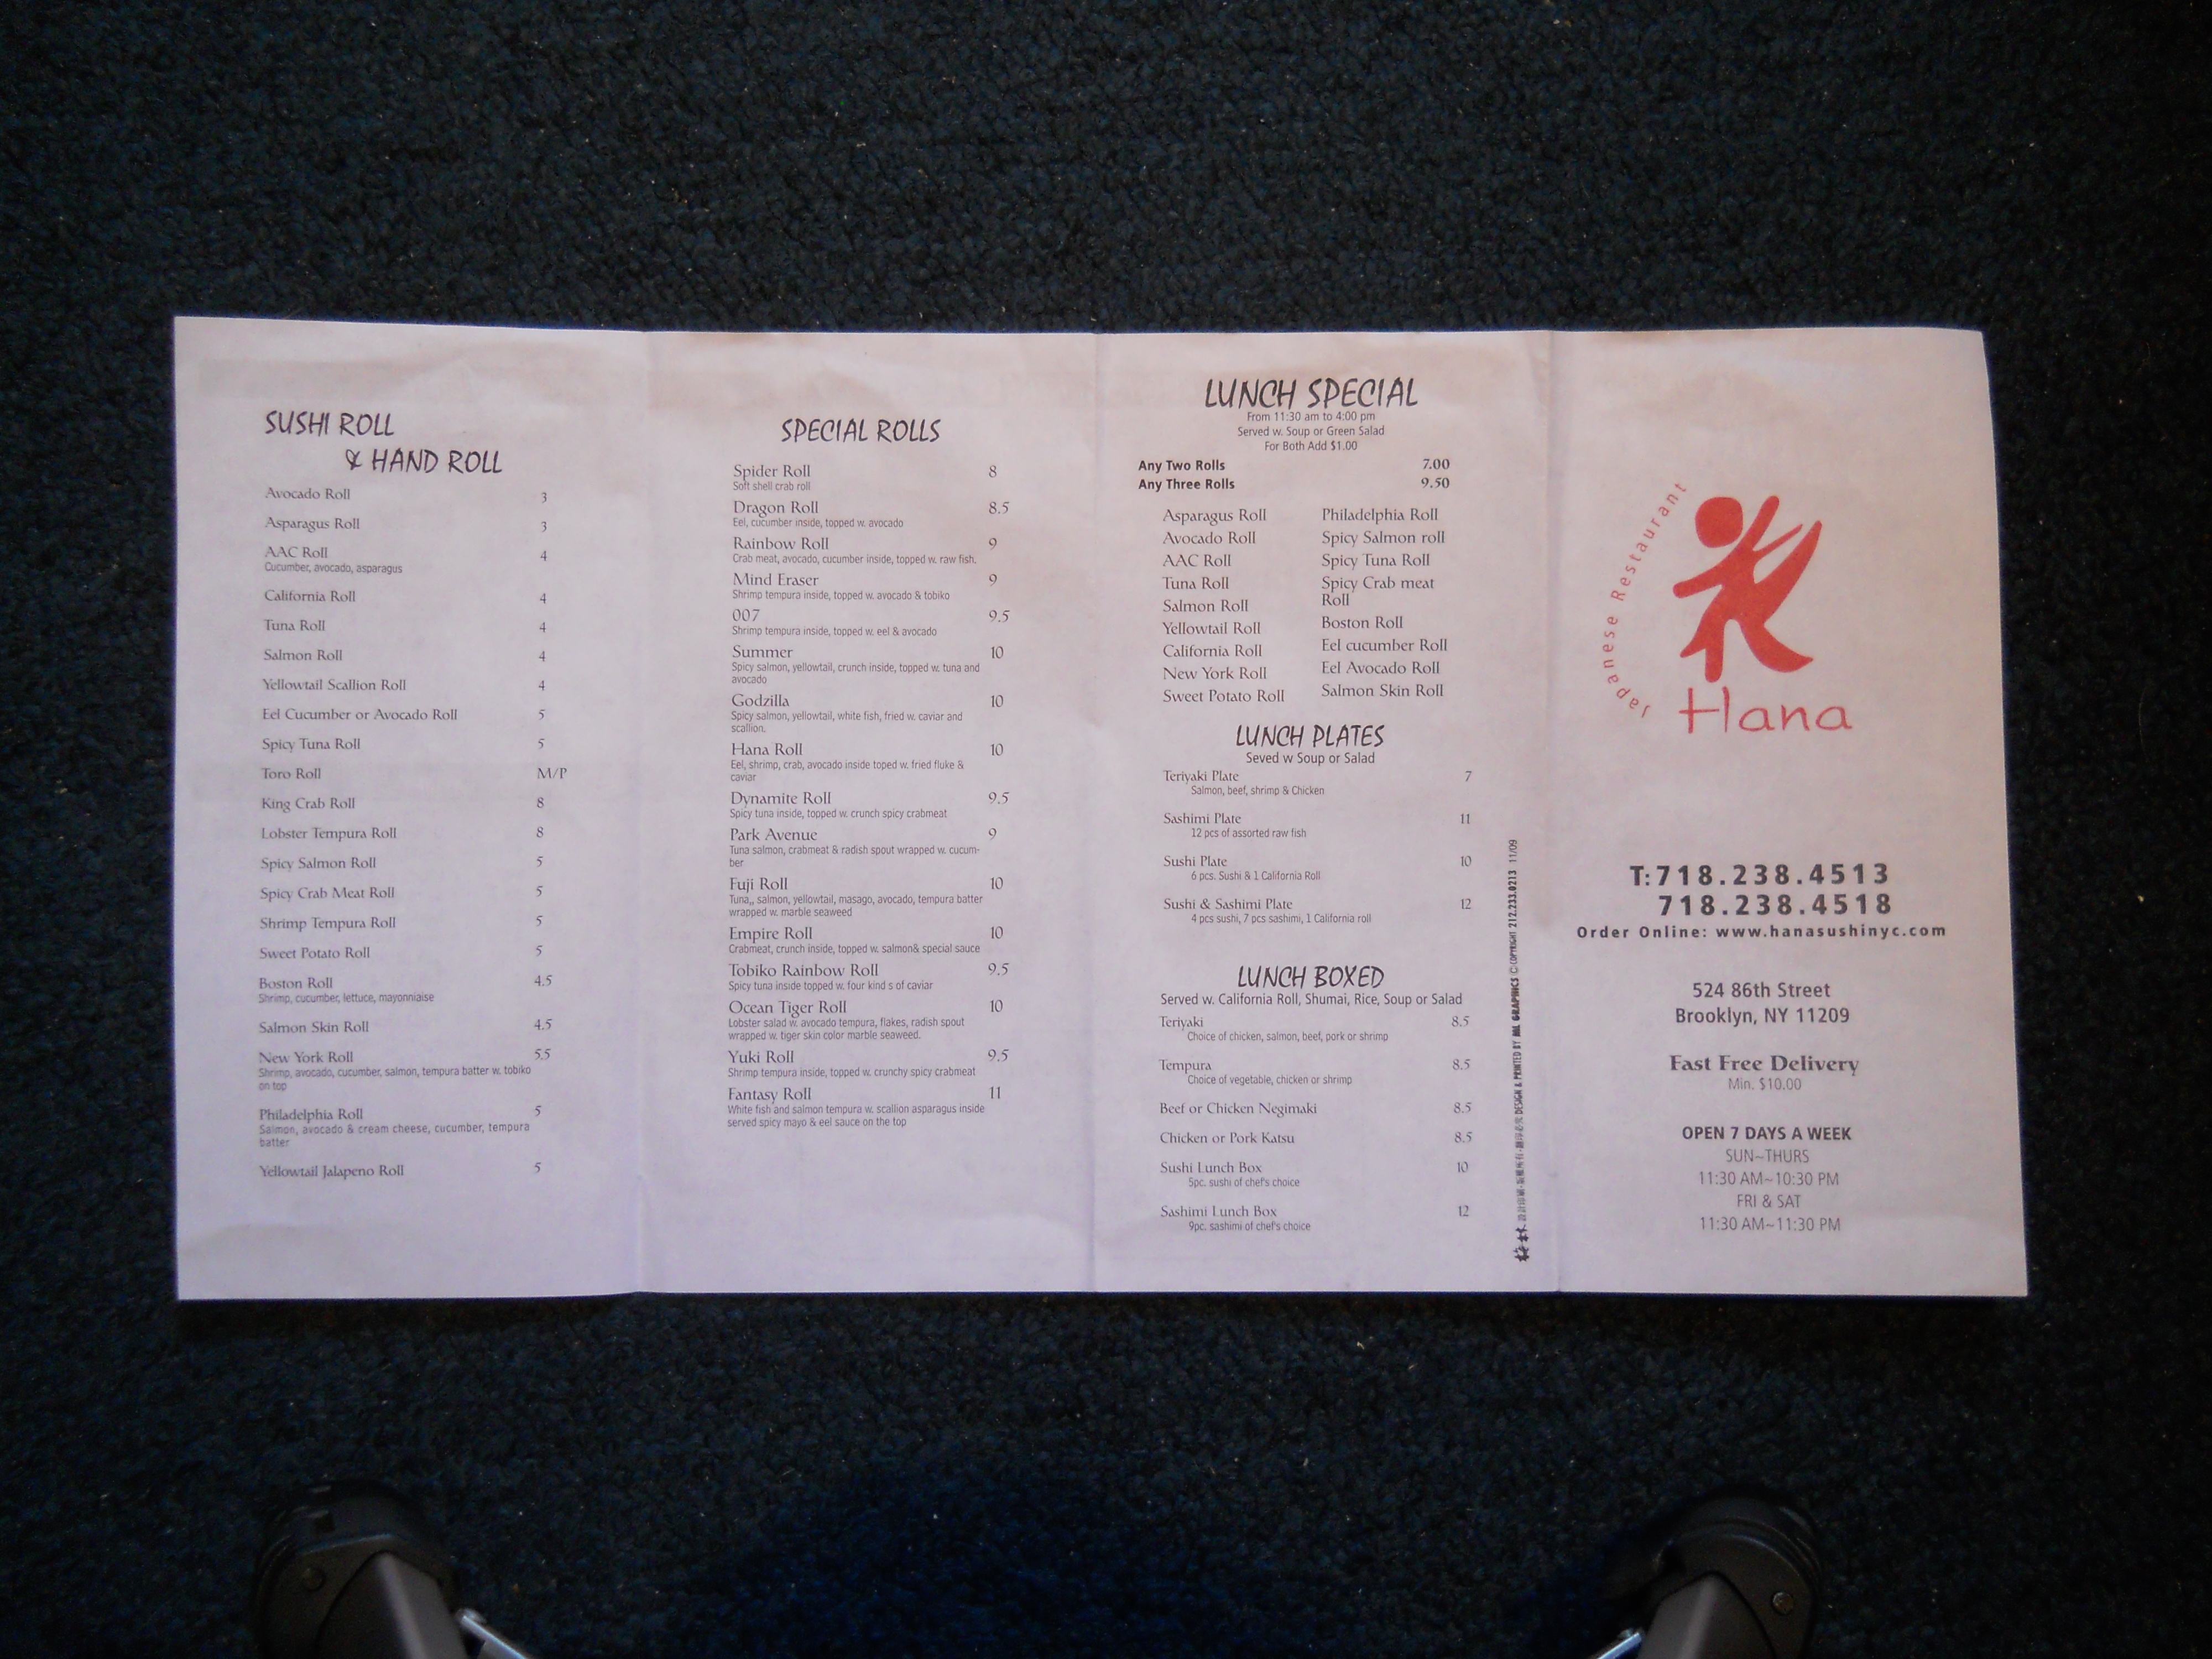 SUSHI ROLL
& HAND ROLL
Avocado Roll 3
Asparagus Roll 3
AAC Roll 4
Cucumber, avocado, asparagus
California Roll 4
Tuna Roll 4
Salmon Roll 4
Yellowtail Scallion Roll 4
Eel Cucumber or Avocado Roll 5
Spicy Tuna Roll 5
Toro Roll M/P
King Crab Roll 8
Lobster Tempura Roll 8
Spicy Salmon Roll 5
Spicy Crab Meat Roll 5
Shrimp Tempura Roll 5
Sweet Potato Roll 5
Boston Roll 4.5
Shrimp, cucumber, lettuce, mayonniaise
Salmon Skin Roll 4.5
New York Roll 5.5
Shrimp, avocado, cucumber, salmon, tempura batter w. tobiko
on top
Philadelphia Roll 5
Salmon, avocado & cream cheese, cucumber, tempura
batter
Yellowtail Jalapeno Roll 5
SPECIAL ROLLS
Spider Roll 8
Soft shell crab roll
Dragon Roll 8.5
Eel, cucumber inside, topped w. avocado
Rainbow Roll 9
Crab meat, avocado, cucumber inside, topped w. raw fish.
Mind Eraser 9
Shrimp tempura inside, topped w. avocado & tobiko
007 9.5
Shrimp tempura inside, topped w. eel & avocado
Summer 10
Spicy salmon, yellowtail, crunch inside, topped w. tuna and
avocado
Godzilla 10
Spicy salmon, yellowtail, white fish, fried w. caviar and
scallion.
Hana Roll 10
Eel, shrimp, crab, avocado inside toped w. fried fluke &
caviar
Dynamite Roll 9.5
Spicy tuna inside, topped w. crunch spicy crabmeat
Park Avenue 9
Tuna salmon, crabmeat & radish spout wrapped w. cucum-
ber
Fuji Roll 10
Tuna,, salmon, yellowtail, masago, avocado, tempura batter
wrapped w. marble seaweed
Empire Roll 10
Crabmeat, crunch inside, topped w. salmon& special sauce
Tobiko Rainbow Roll 9.5
Spicy tuna inside topped w. four kind s of caviar
Ocean Tiger Roll 10
Lobster salad w. avocado tempura, flakes, radish spout
wrapped w. tiger skin color marble seaweed.
Yuki Roll 9.5
Shrimp tempura inside, topped w. crunchy spicy crabmeat
Fantasy Roll 11
White fish and salmon tempura w. scallion asparagus inside
served spicy mayo & eel sauce on the top
LUNCH SPECIAL
From 11:30 am to 4:00 pm
Served w. Soup or Green Salad
For Both Add $1.00
Any Two Rolls 7.00
Any Three Rolls 9.50
Asparagus Roll
Avocado Roll
AAC Roll
Tuna Roll
Salmon Roll
Yellowtail Roll
California Roll
New York Roll
Sweet Potato Roll
Philadelphia Roll
Spicy Salmon roll
Spicy Tuna Roll
Spicy Crab meat
Roll
Boston Roll
Eel cucumber Roll
Eel Avocado Roll
Salmon Skin Roll
LUNCH PLATES
Seved w Soup or Salad
Teriyaki Plate 7
Salmon, beef, shrimp & Chicken
Sashimi Plate 11
12 pcs of assorted raw fish
Sushi Plate 10
6 pcs. Sushi & 1 California Roll
Sushi & Sashimi Plate 12
4 pcs sushi, 7 pcs sashimi, 1 California roll
LUNCH BOXED
Served w. California Roll, Shumai, Rice, Soup or Salad
Teriyaki 8.5
Choice of chicken, salmon, beef, pork or shrimp
Tempura 8.5
Choice of vegetable, chicken or shrimp
Beef or Chicken Negimaki 8.5
Chicken or Pork Katsu 8.5
Sushi Lunch Box 10
5pc. sushi of chef's choice
Sashimi Lunch Box 12
9pc. sashimi of chef's choice
DESIGN & PRINTED BY GRAPHICS © COPYRIGHT 212.233.0213 11/09
Japanese Restaurant
Hana
T:718.238.4513
718.238.4518
Order Online: www.hanasushinyc.com
524 86th Street
Brooklyn, NY 11209
Fast Free Delivery
Min. $10.00
OPEN 7 DAYS A WEEK
SUN~THURS
11:30 AM~10:30 PM
FRI & SAT
11:30 AM~11:30 PM